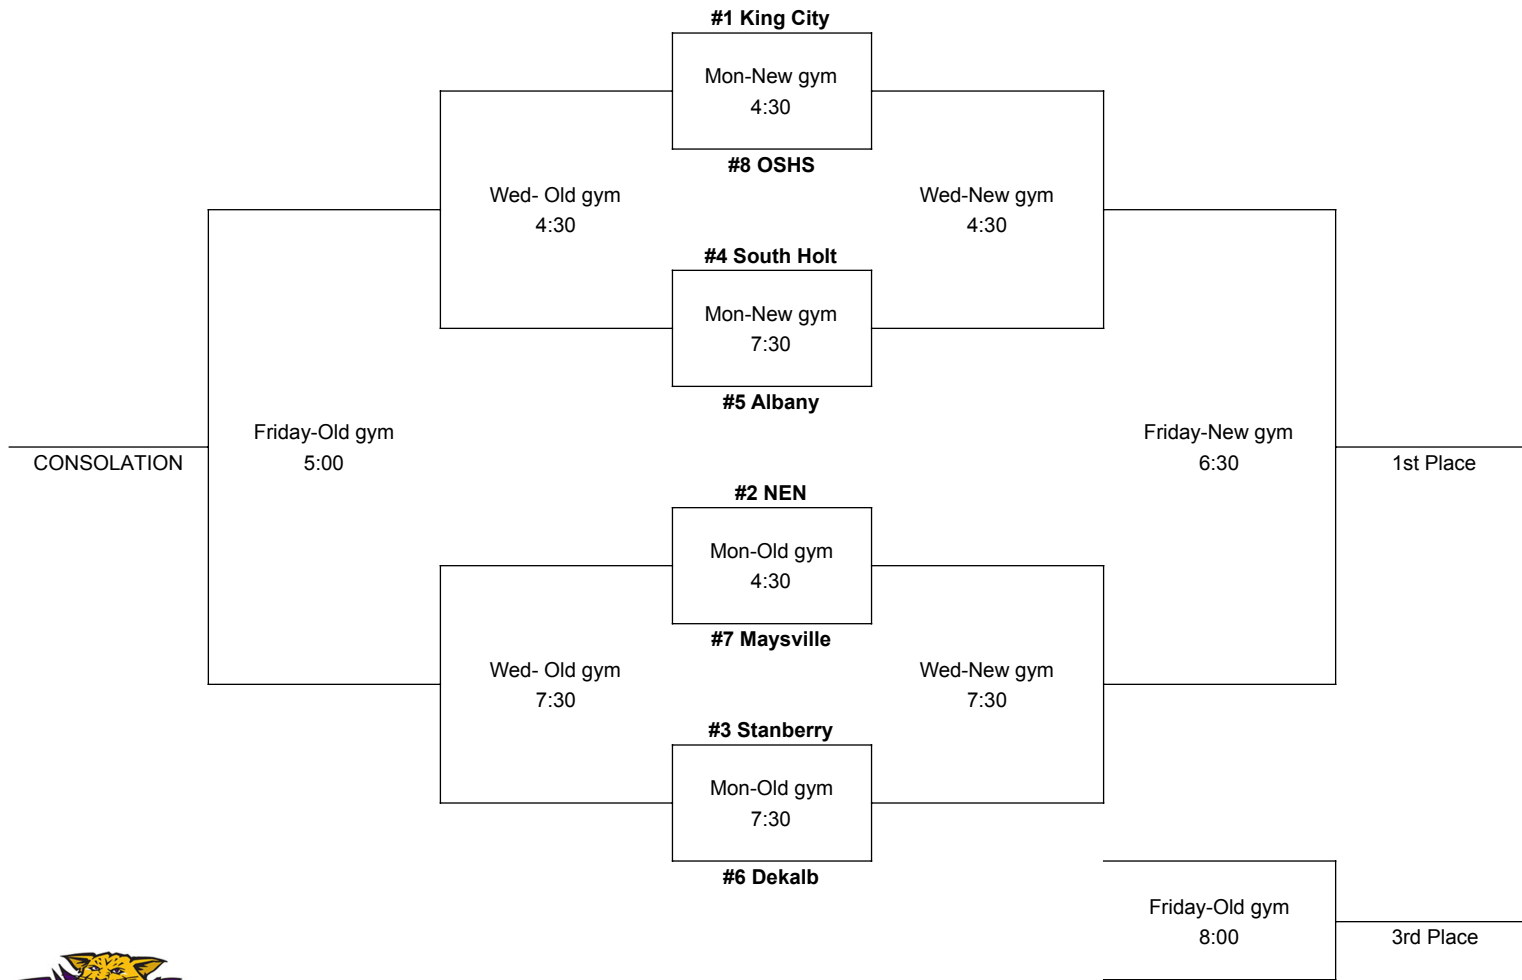 #1 King City
Mon-New gym
4:30
#8 OSHS
Wed- Old gym
4:30
Wed-New gym
4:30
#4 South Holt
Mon-New gym
7:30
#5 Albany
Friday-Old gym
5:00
CONSOLATION
Friday-New gym
6:30
1st Place
#2 NEN
Mon-Old gym
4:30
#7 Maysville
Wed- Old gym
7:30
Wed-New gym
7:30
#3 Stanberry
Mon-Old gym
7:30
#6 Dekalb
Friday-Old gym
8:00
3rd Place